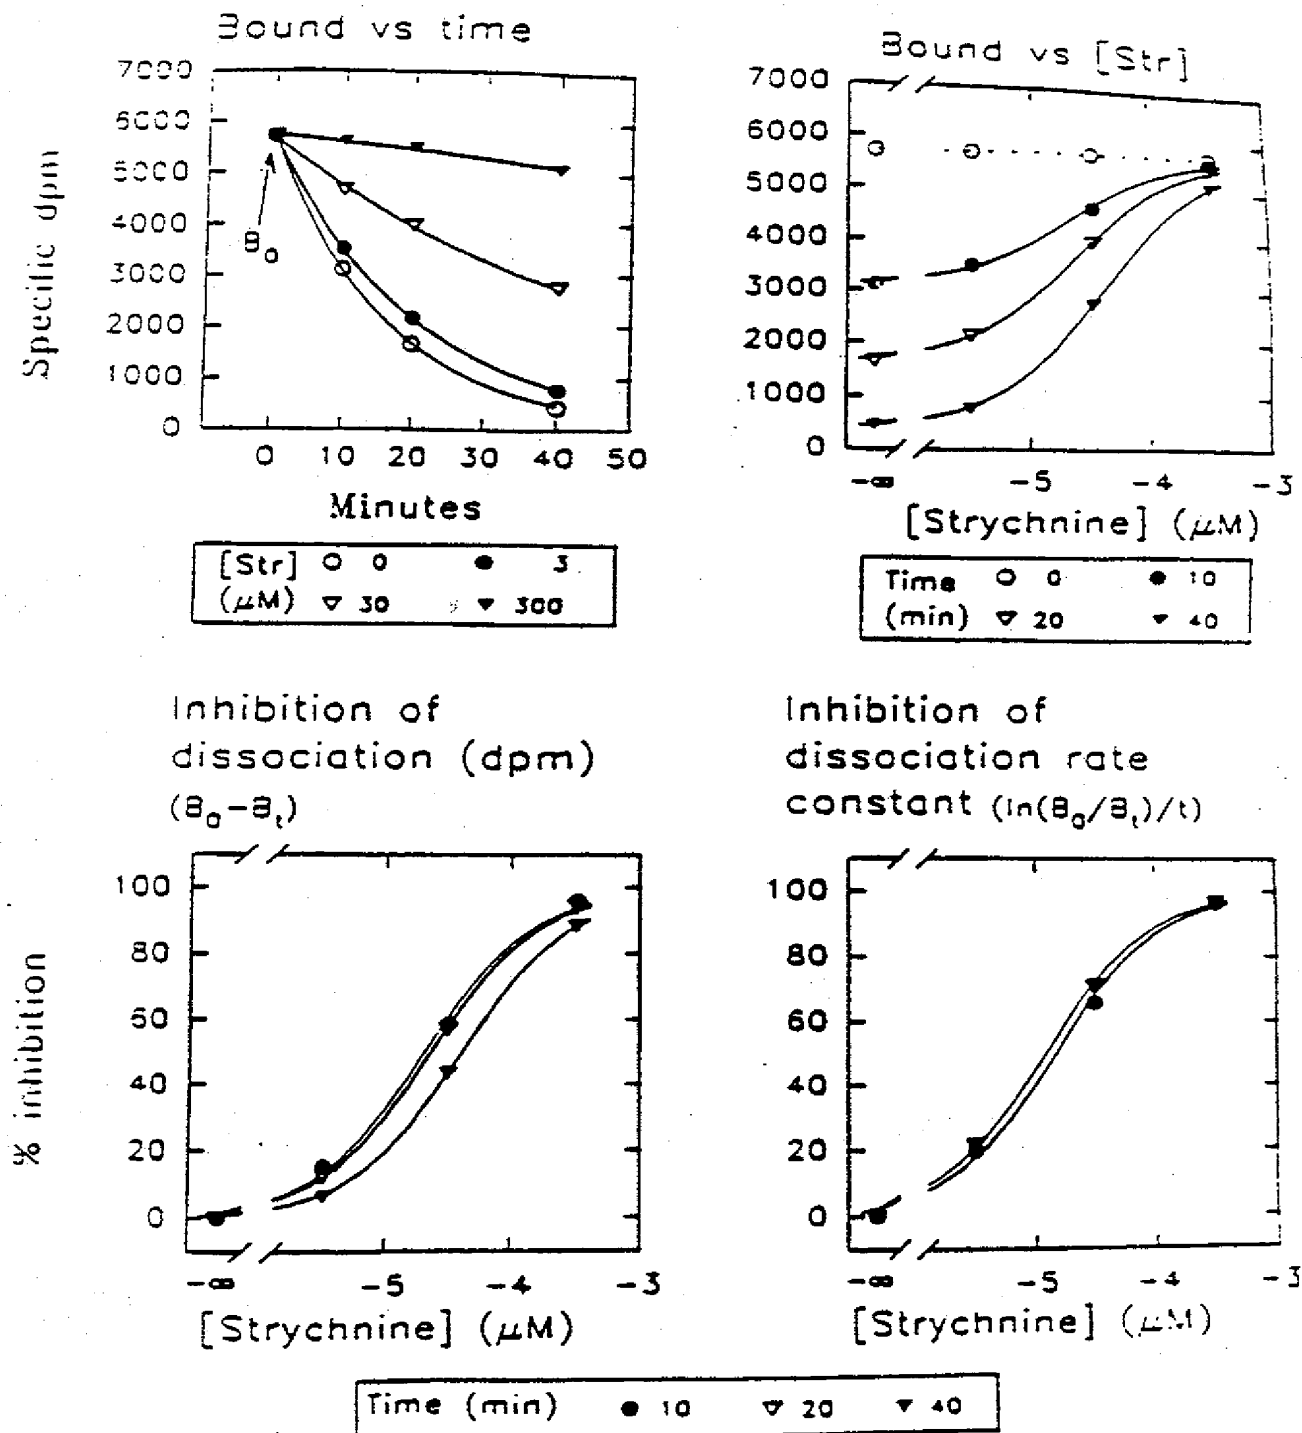 Bound vs time
7000
6000
5000
4000
3000
2000
1000
0
Specific dpm
B₀
0 10 20 30 40 50
Minutes
[Str] ○ 0 ● 3
(μM) ▽ 30 ▼ 300
Bound vs [Str]
7000
6000
5000
4000
3000
2000
1000
0
-∞ -5 -4 -3
[Strychnine] (μM)
Time ○ 0 ● 10
(min) ▽ 20 ▼ 40
Inhibition of
dissociation (dpm)
(B₀-Bₜ)
100
80
60
40
20
0
% inhibition
-∞ -5 -4 -3
[Strychnine] (μM)
Inhibition of
dissociation rate
constant (ln(B₀/Bₜ)/t)
100
80
60
40
20
0
-∞ -5 -4 -3
[Strychnine] (μM)
Time (min) ● 10 ▽ 20 ▼ 40